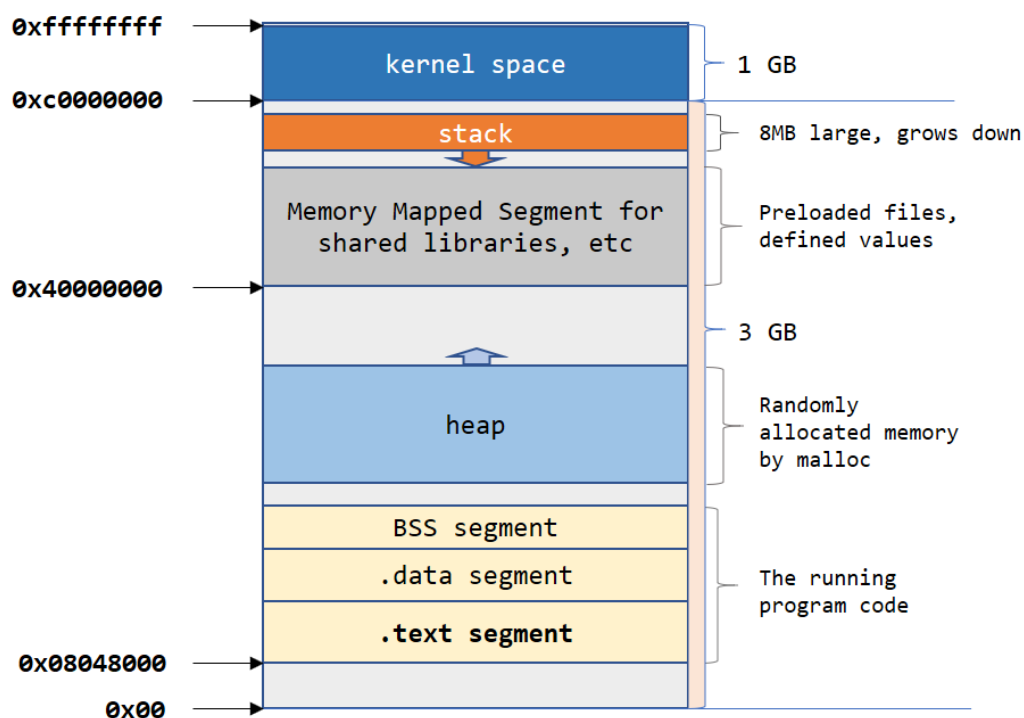 0xffffffff
kernel space
1 GB
0xc0000000
stack
8MB large, grows down
Memory Mapped Segment for
shared libraries, etc
Preloaded files,
defined values
0x40000000
3 GB
heap
Randomly
allocated memory
by malloc
BSS segment
.data segment
.text segment
The running
program code
0x08048000
0x00